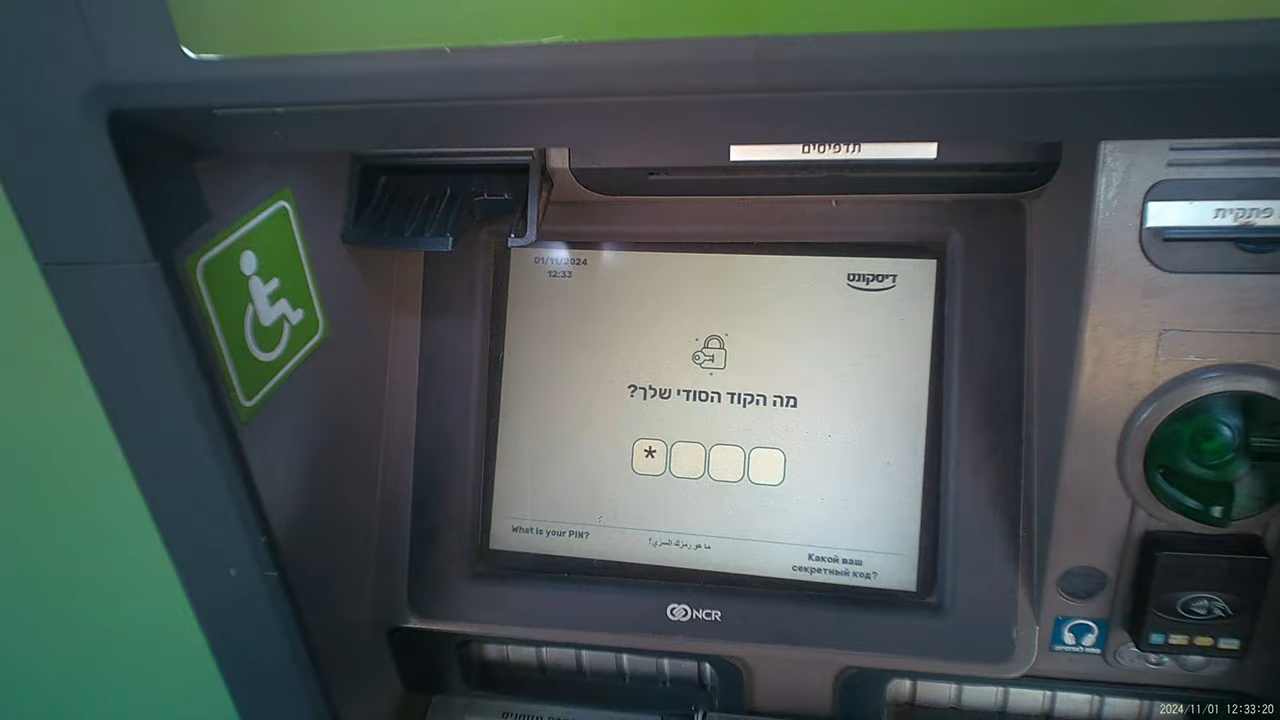 תדפיסים
פתקית
01/11/2024
12:33
דיסקונט
מה הקוד הסודי שלך?
*
What is your PIN?
ما هو رمزك السري؟
Какой ваш
секретный код?
NCR
2024/11/01 12:33:20